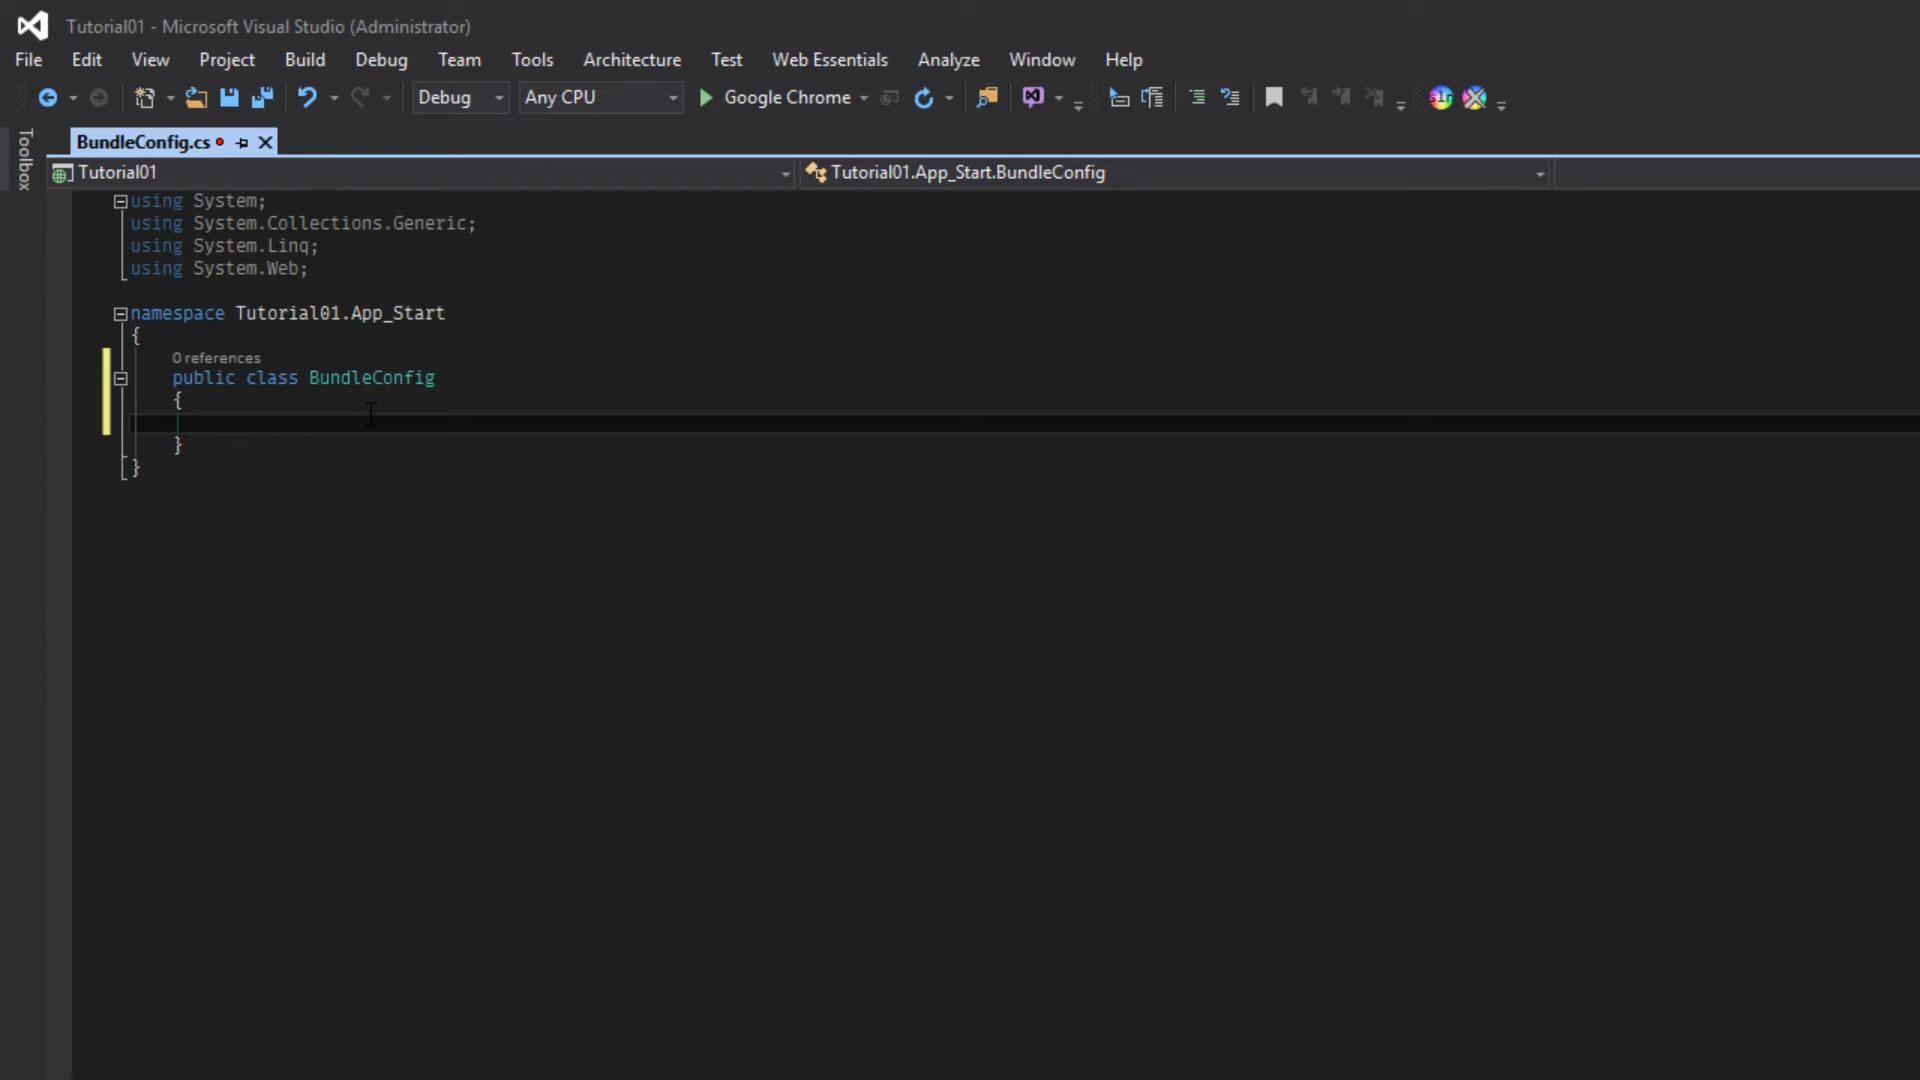 Tutorial01 - Microsoft Visual Studio (Administrator)
File Edit View Project Build Debug Team Tools Architecture Test Web Essentials Analyze Window Help
Debug Any CPU Google Chrome
Toolbox
BundleConfig.cs
Tutorial01 Tutorial01.App_Start.BundleConfig
using System;
using System.Collections.Generic;
using System.Linq;
using System.Web;
namespace Tutorial01.App_Start
{
0 references
public class BundleConfig
{
}
}